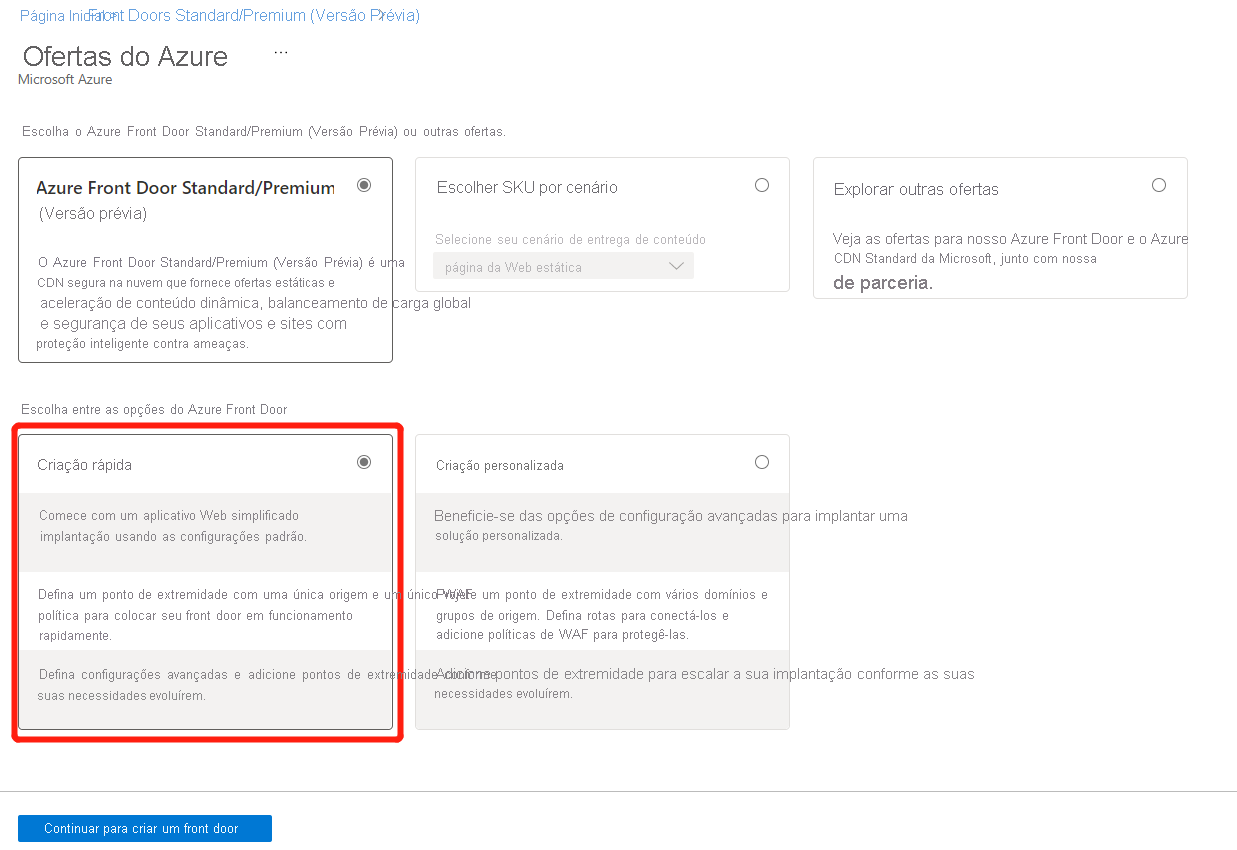 Página Inicial > Front Doors Standard/Premium (Versão Prévia) >
Ofertas do Azure ...
Microsoft Azure
Escolha o Azure Front Door Standard/Premium (Versão Prévia) ou outras ofertas.
Azure Front Door Standard/Premium
(Versão prévia)
O Azure Front Door Standard/Premium (Versão Prévia) é uma
CDN segura na nuvem que fornece ofertas estáticas e
aceleração de conteúdo dinâmica, balanceamento de carga global
e segurança de seus aplicativos e sites com
proteção inteligente contra ameaças.
Escolher SKU por cenário
Selecione seu cenário de entrega de conteúdo
página da Web estática
Explorar outras ofertas
Veja as ofertas para nosso Azure Front Door e o Azure
CDN Standard da Microsoft, junto com nossa
de parceria.
Escolha entre as opções do Azure Front Door
Criação rápida
Comece com um aplicativo Web simplificado
implantação usando as configurações padrão.
Defina um ponto de extremidade com uma única origem e um único WAF
política para colocar seu front door em funcionamento
rapidamente.
Defina configurações avançadas e adicione pontos de extremidade conforme
suas necessidades evoluírem.
Criação personalizada
Beneficie-se das opções de configuração avançadas para implantar uma
solução personalizada.
Projete um ponto de extremidade com vários domínios e
grupos de origem. Defina rotas para conectá-los e
adicione políticas de WAF para protegê-las.
Adicione pontos de extremidade para escalar a sua implantação conforme as suas
necessidades evoluírem.
Continuar para criar um front door